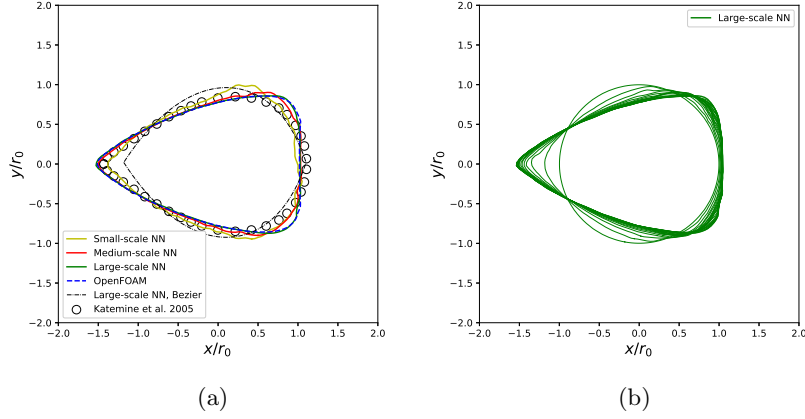 2.0
1.5
1.0
0.5
0.0
−0.5
−1.0
−1.5
−2.0
y/r0
Small-scale NN
Medium-scale NN
Large-scale NN
OpenFOAM
Large-scale NN, Bezier
Katemine et al. 2005
−2.0 −1.5 −1.0 −0.5 0.0 0.5 1.0 1.5 2.0
x/r0
(a)
2.0
1.5
1.0
0.5
0.0
−0.5
−1.0
−1.5
−2.0
y/r0
Large-scale NN
−2.0 −1.5 −1.0 −0.5 0.0 0.5 1.0 1.5 2.0
x/r0
(b)